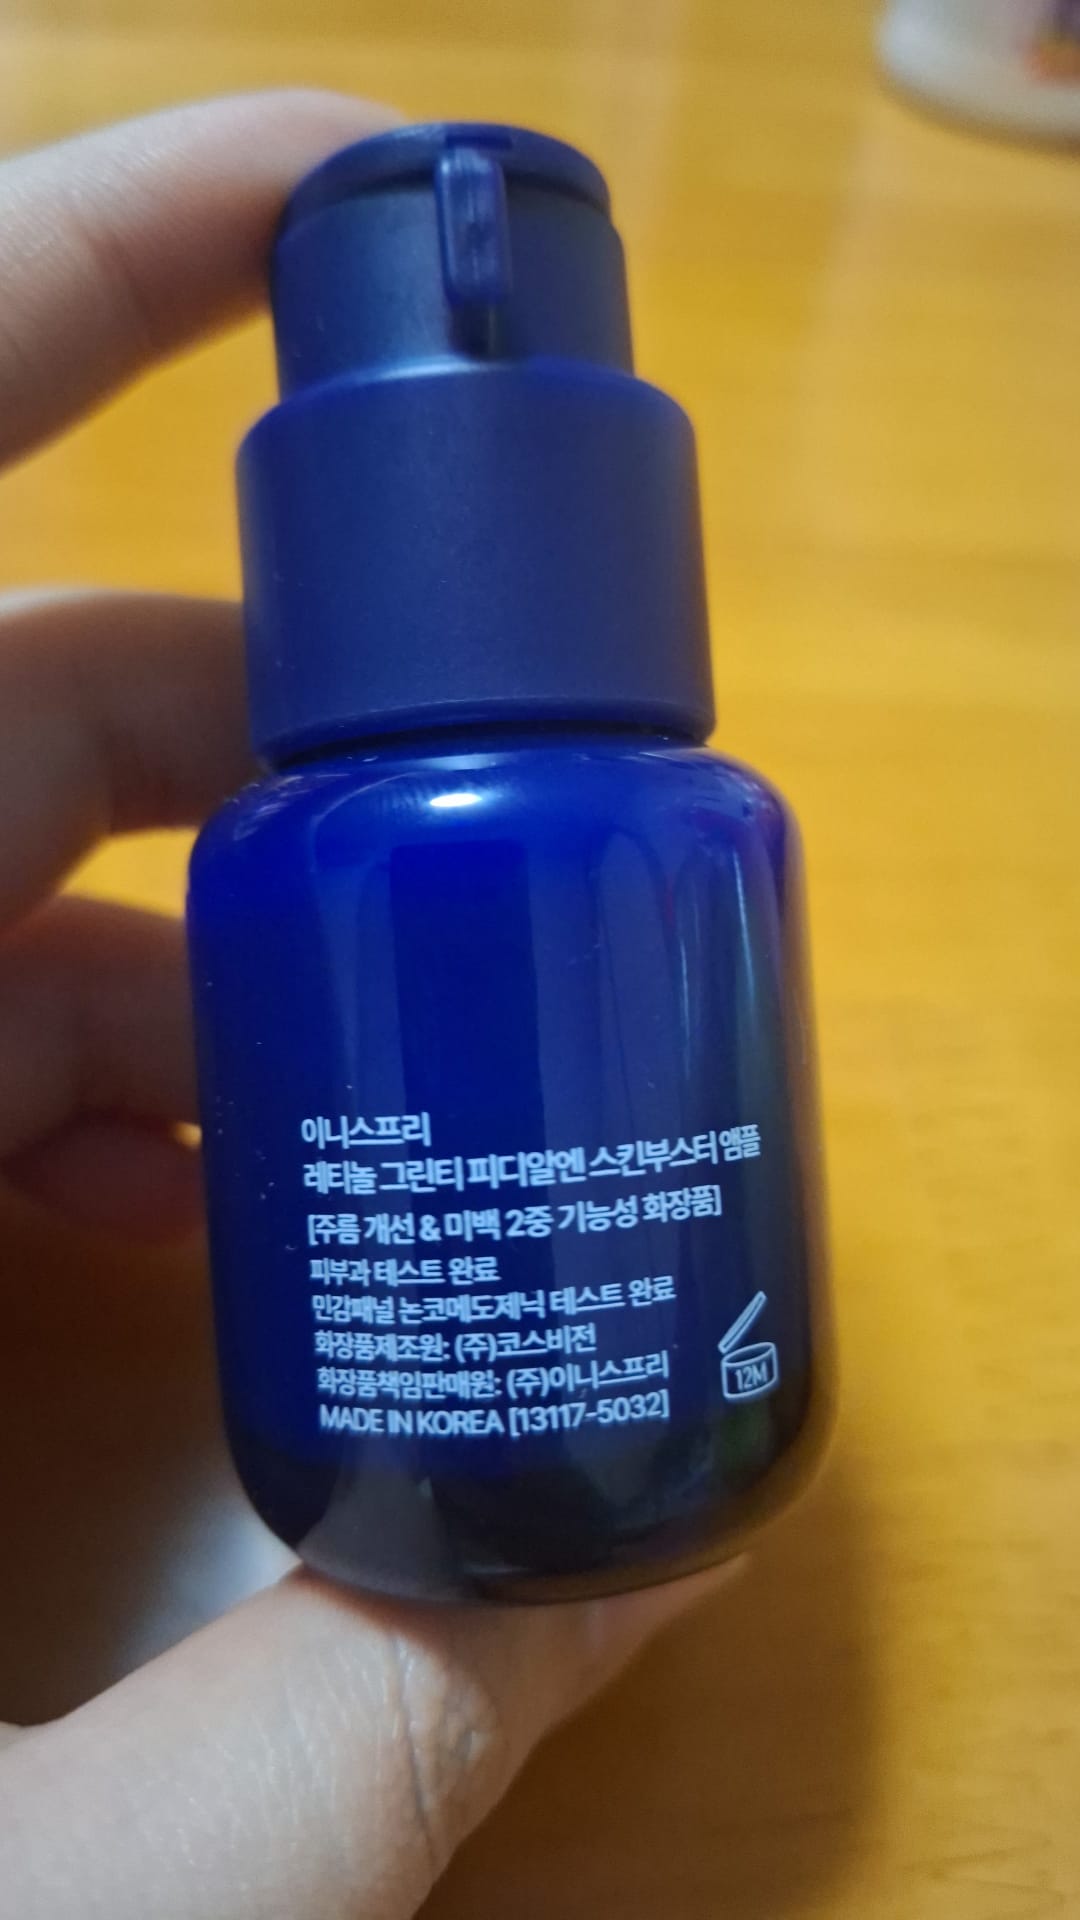 이니스프리
레티놀 그린티 피디알엔 스킨부스터 앰플
[주름 개선 & 미백 2중 기능성 화장품]
피부과 테스트 완료
민감패널 논코메도제닉 테스트 완료
화장품제조원: (주)코스비전
화장품책임판매원: (주)이니스프리
MADE IN KOREA [13117-5032]
12M